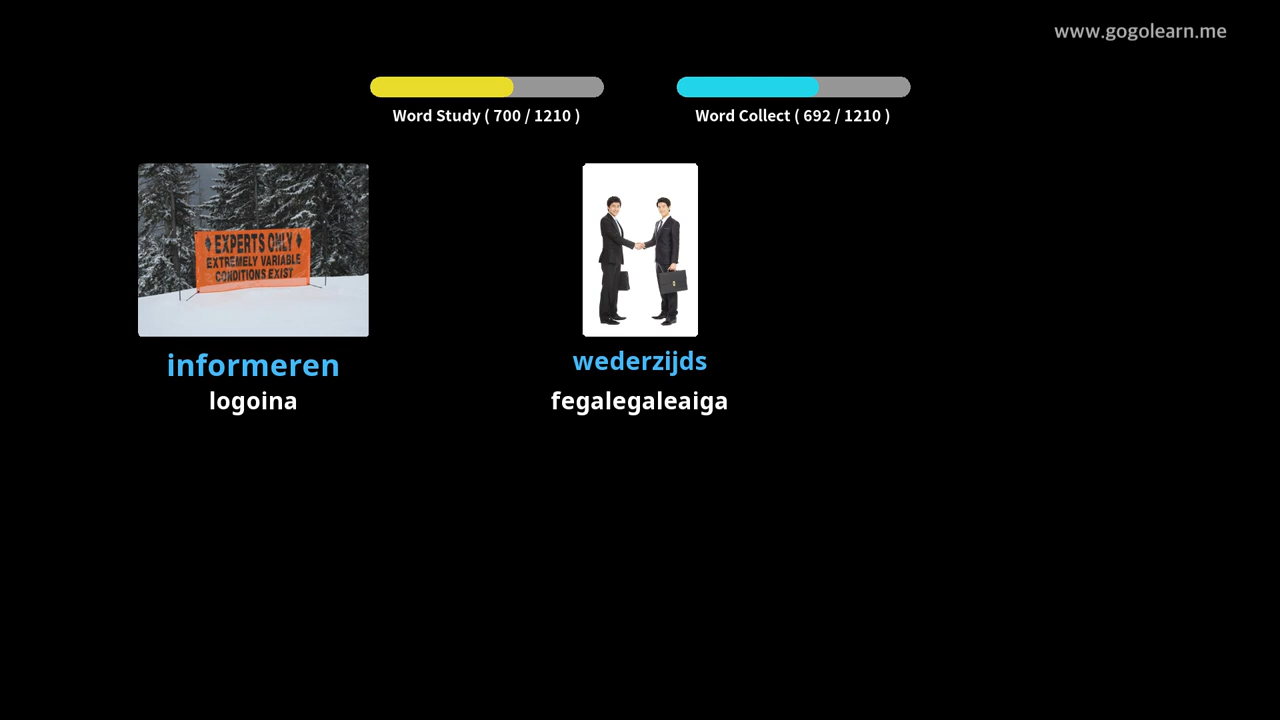 www.gogolearn.me
Word Study ( 700 / 1210 )
Word Collect ( 692 / 1210 )
EXPERTS ONLY
EXTREMELY VARIABLE
CONDITIONS EXIST
informeren
logoina
wederzijds
fegalegaleaiga